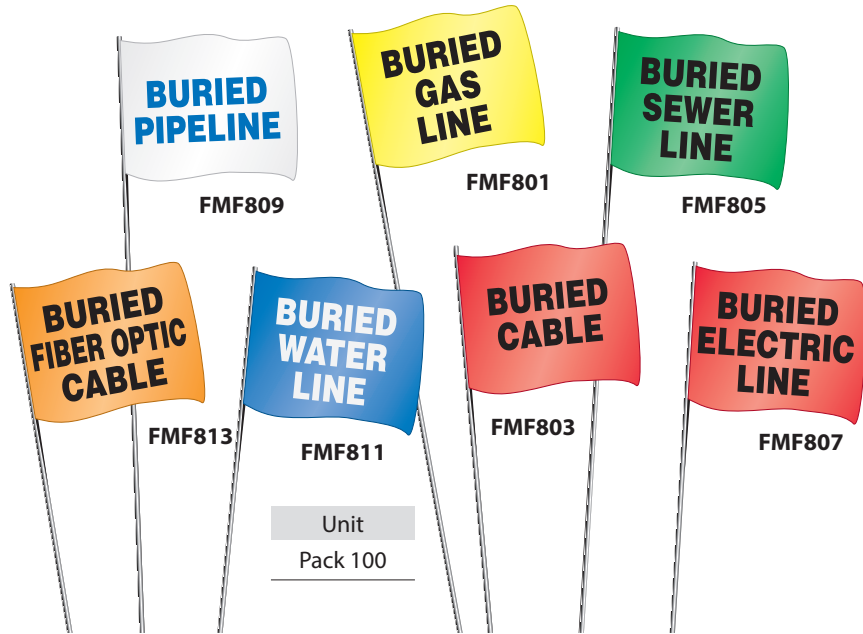 BURIED
PIPELINE
FMF809
BURIED
GAS
LINE
FMF801
BURIED
SEWER
LINE
FMF805
BURIED
FIBER OPTIC
CABLE
FMF813
BURIED
WATER
LINE
FMF811
BURIED
CABLE
FMF803
BURIED
ELECTRIC
LINE
FMF807
Unit
Pack 100